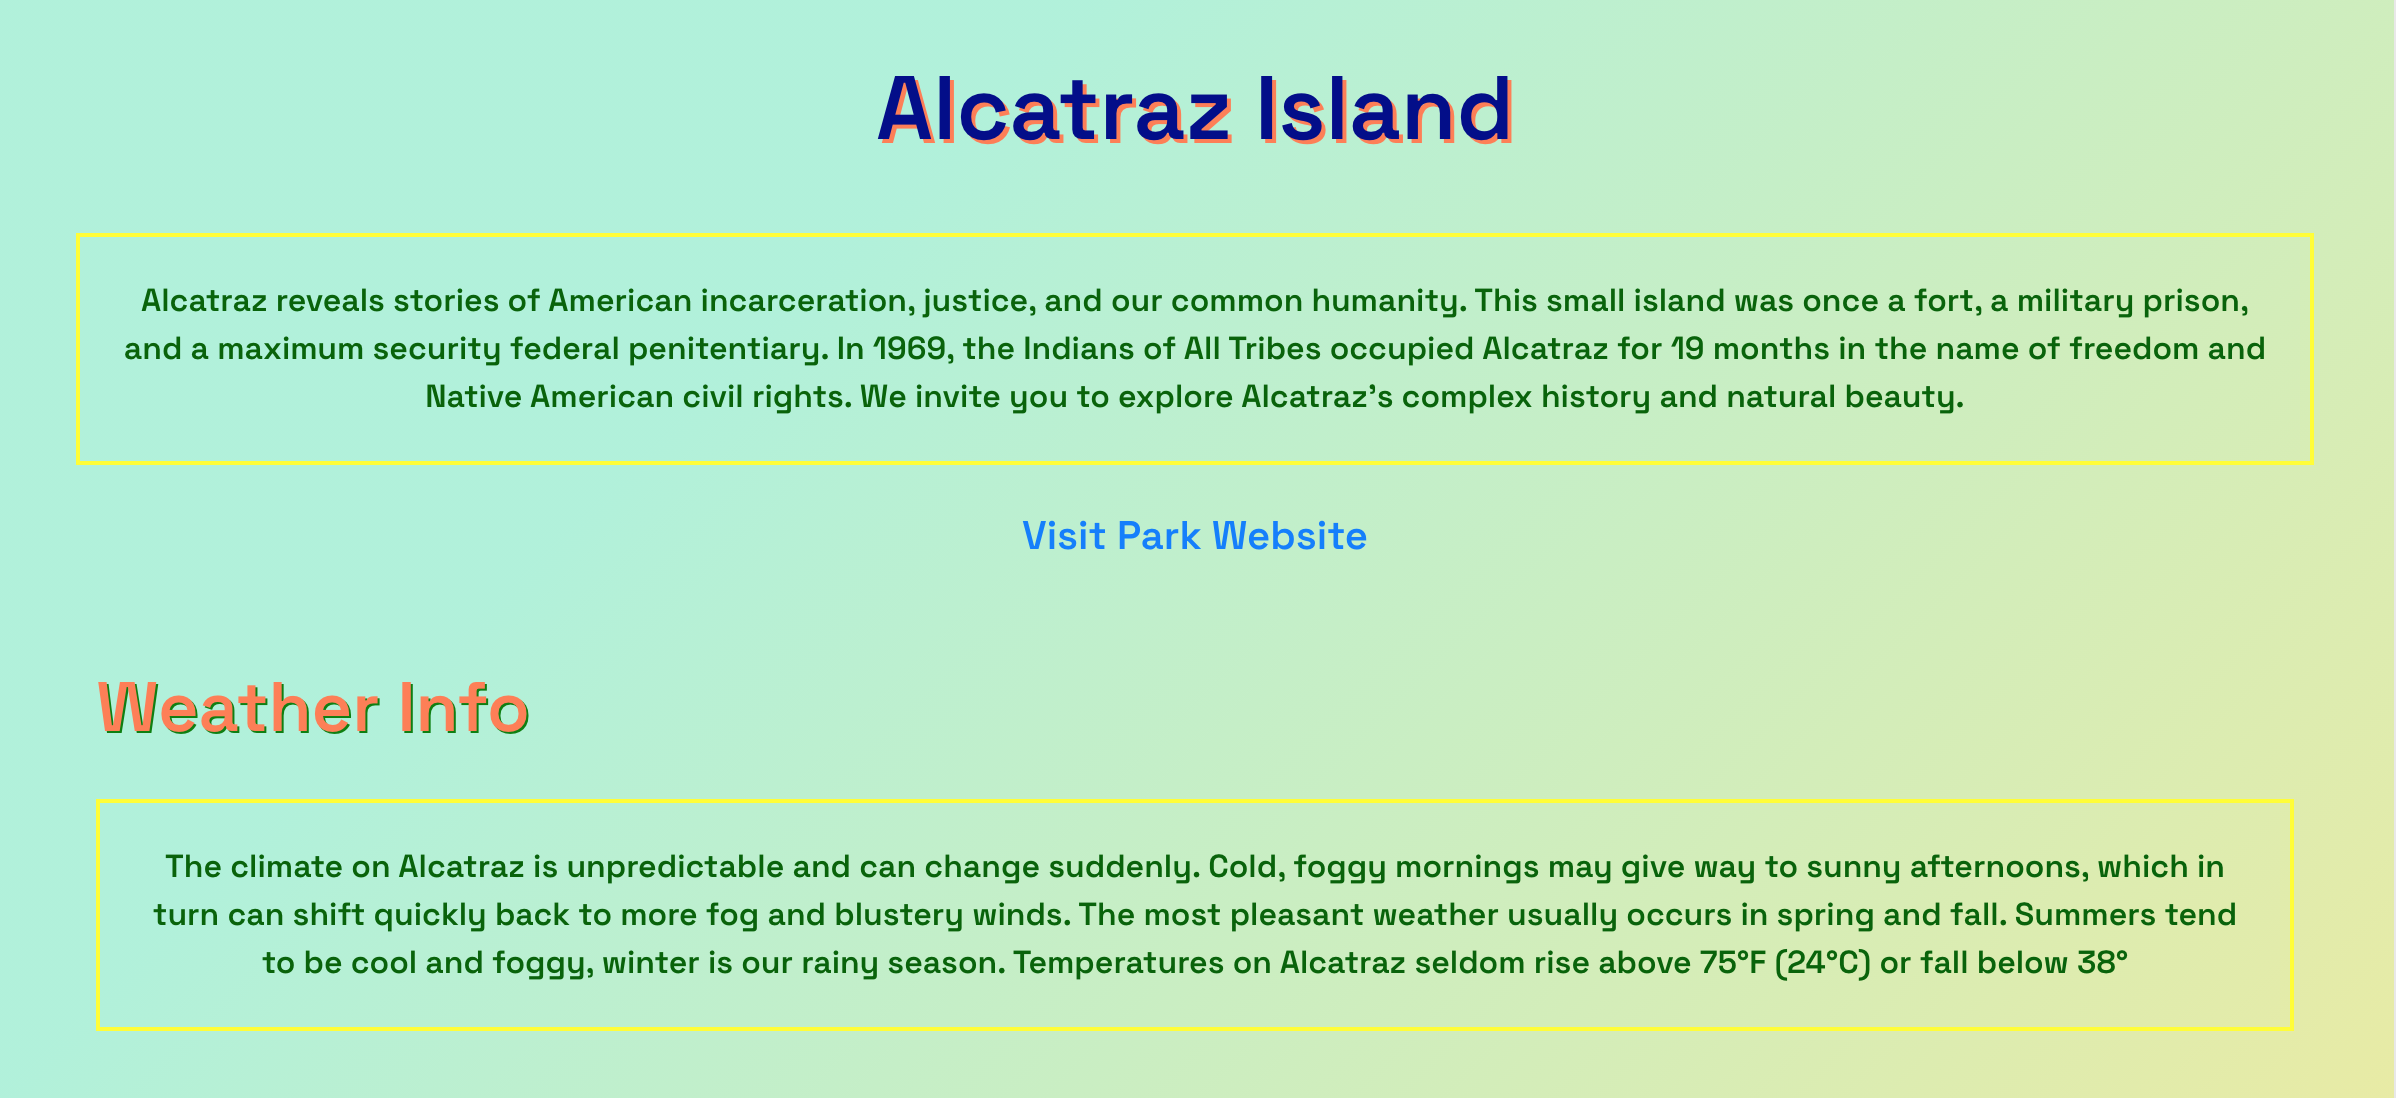 Alcatraz Island
Alcatraz reveals stories of American incarceration, justice, and our common humanity. This small island was once a fort, a military prison,
and a maximum security federal penitentiary. In 1969, the Indians of All Tribes occupied Alcatraz for 19 months in the name of freedom and
Native American civil rights. We invite you to explore Alcatraz’s complex history and natural beauty.
Visit Park Website
Weather Info
The climate on Alcatraz is unpredictable and can change suddenly. Cold, foggy mornings may give way to sunny afternoons, which in
turn can shift quickly back to more fog and blustery winds. The most pleasant weather usually occurs in spring and fall. Summers tend
to be cool and foggy, winter is our rainy season. Temperatures on Alcatraz seldom rise above 75°F (24°C) or fall below 38°